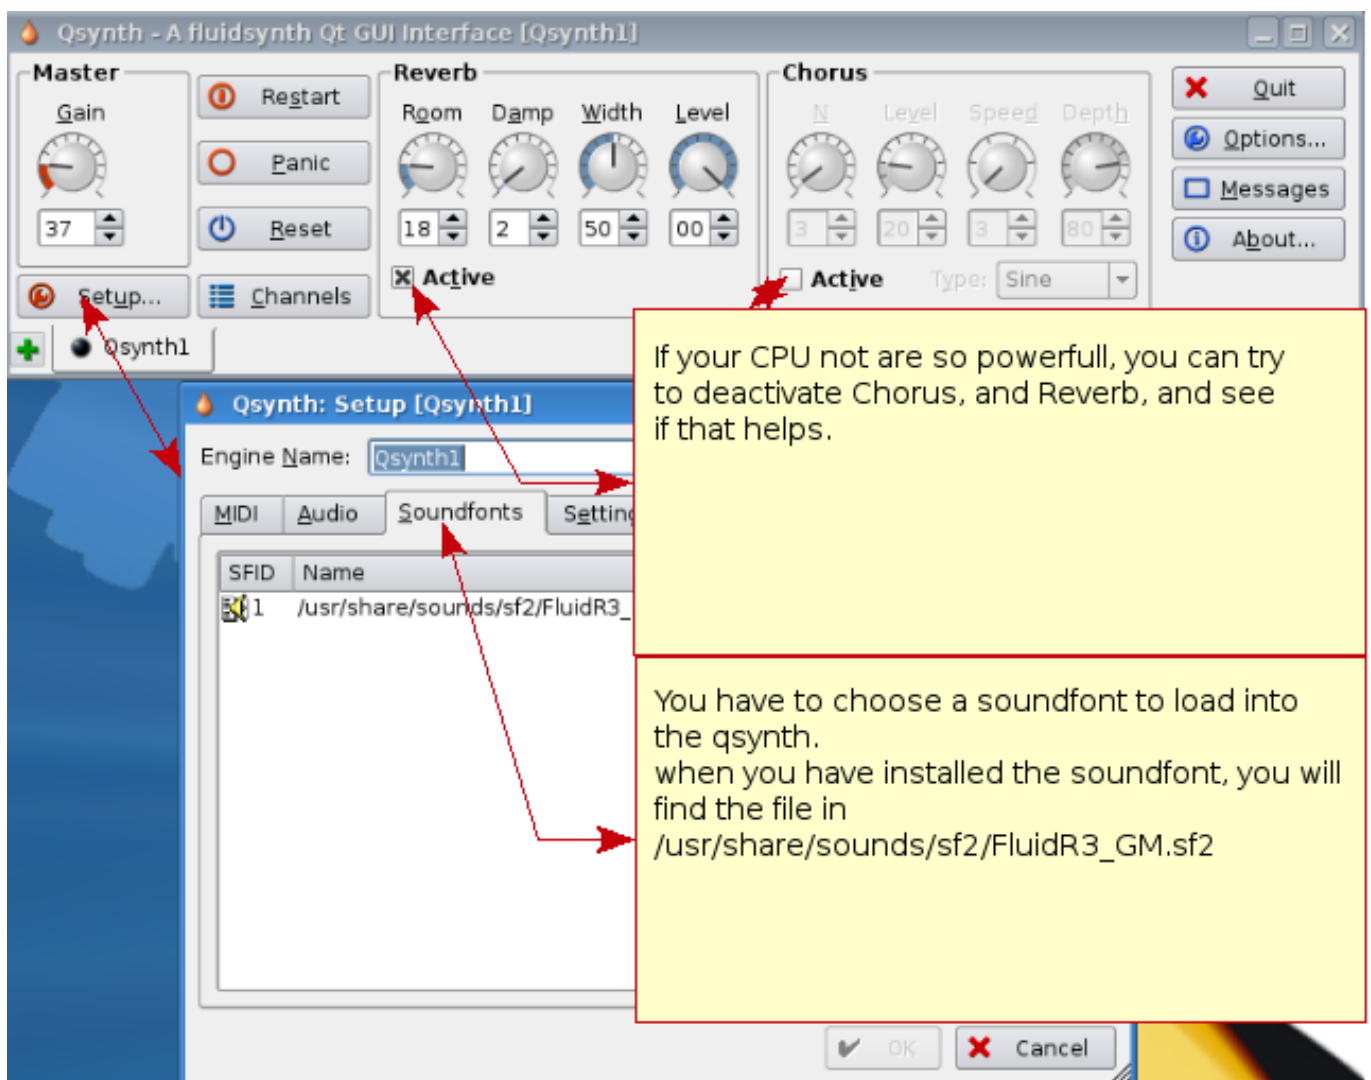 Qsynth - A fluidsynth Qt GUI Interface [Qsynth1]
Master
Gain
37
Setup...
Restart
Panic
Reset
Channels
Reverb
Room Damp Width Level
18 2 50 00
Active
Chorus
N Level Speed Depth
3 20 3 80
Active Type: Sine
Quit
Options...
Messages
About...
Qsynth1
If your CPU not are so powerfull, you can try
to deactivate Chorus, and Reverb, and see
if that helps.
Qsynth: Setup [Qsynth1]
Engine Name: Qsynth1
MIDI Audio Soundfonts
SFID Name
1 /usr/share/sounds/sf2/FluidR3_
You have to choose a soundfont to load into
the qsynth.
when you have installed the soundfont, you will
find the file in
/usr/share/sounds/sf2/FluidR3_GM.sf2
OK Cancel